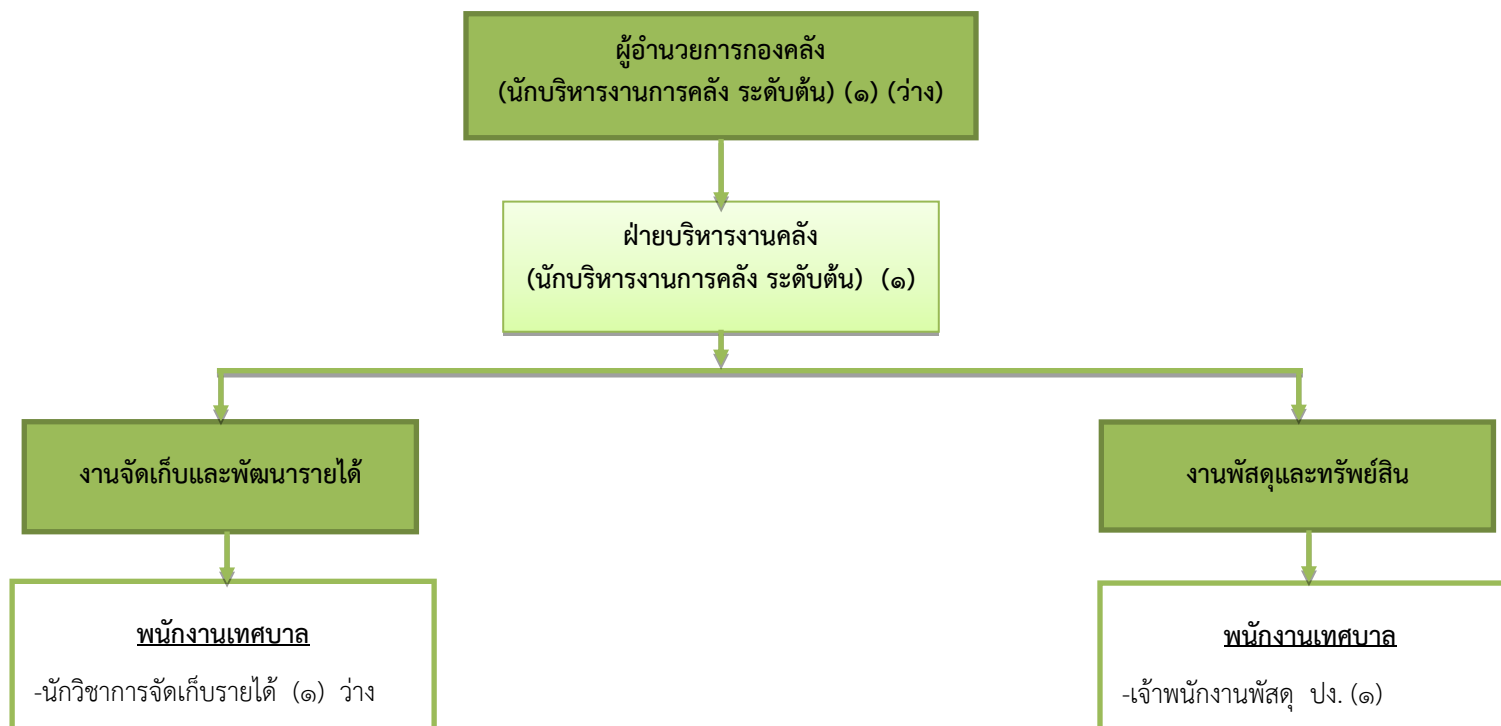 ผู้อำนวยการกองคลัง
(นักบริหารงานการคลัง ระดับต้น) (๑) (ว่าง)
ฝ่ายบริหารงานคลัง
(นักบริหารงานการคลัง ระดับต้น) (๑)
งานจัดเก็บและพัฒนารายได้
งานพัสดุและทรัพย์สิน
พนักงานเทศบาล
-นักวิชาการจัดเก็บรายได้ (๑) ว่าง
พนักงานเทศบาล
-เจ้าพนักงานพัสดุ ปง. (๑)